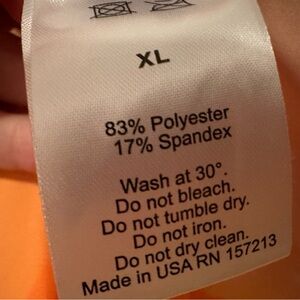 XL
83% Polyester
17% Spandex
Wash at 30°.
Do not bleach.
Do not tumble dry.
Do not iron.
Do not dry clean.
Made in USA RN 157213